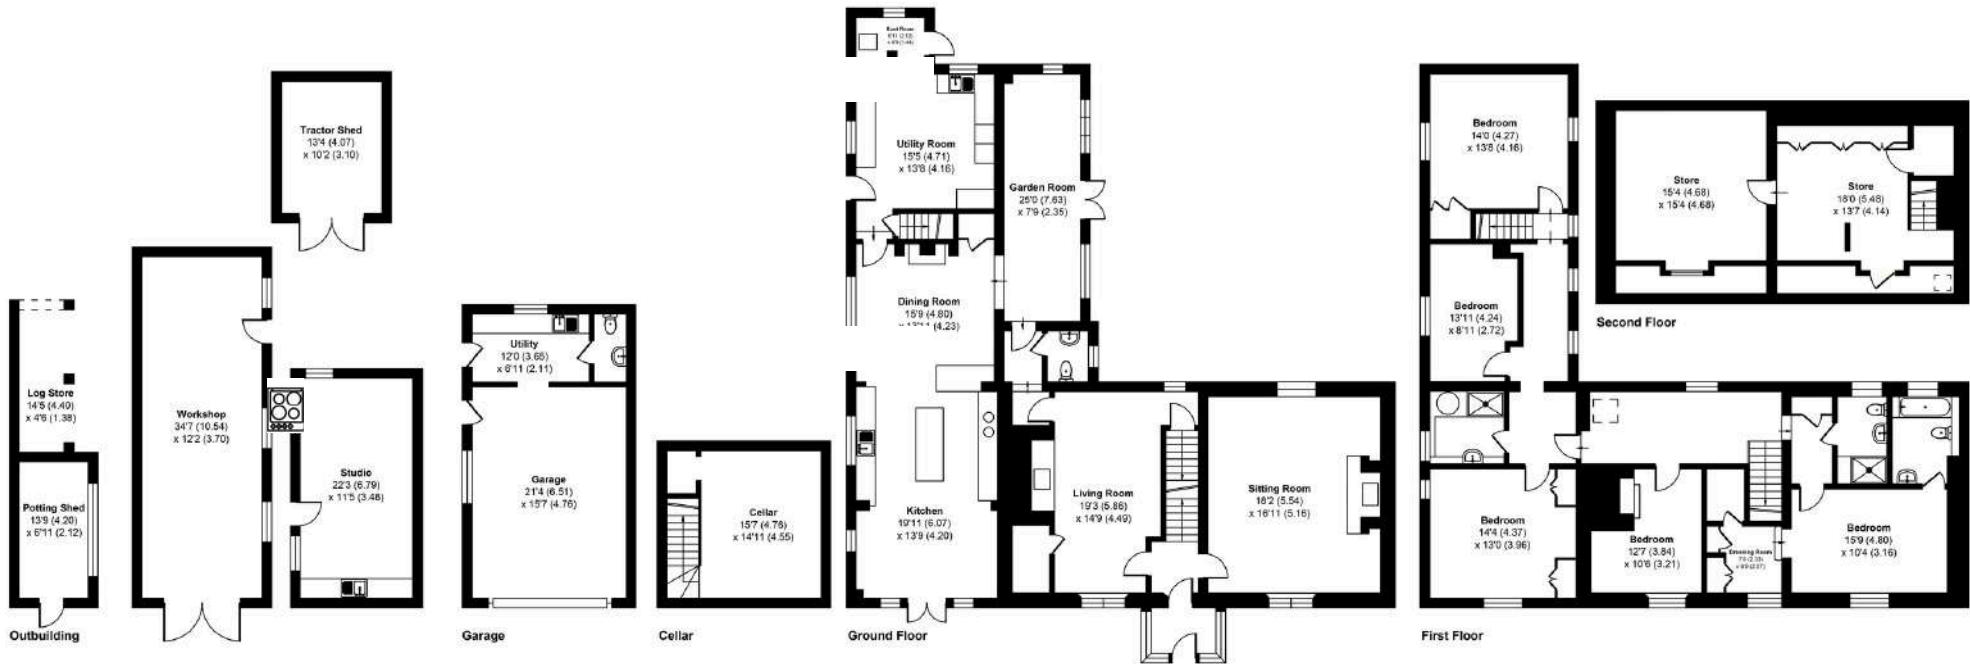 Tractor Shed
13'4 (4.07)
x 10'2 (3.10)
Log Store
14'5 (4.40)
x 4'6 (1.38)
Potting Shed
13'9 (4.20)
x 6'11 (2.12)
Outbuilding
Workshop
34'7 (10.54)
x 12'2 (3.70)
Studio
22'3 (6.79)
x 11'5 (3.48)
Utility
12'0 (3.65)
x 6'11 (2.11)
Garage
21'4 (6.51)
x 15'7 (4.76)
Garage
Cellar
15'7 (4.76)
x 14'11 (4.55)
Cellar
Utility Room
15'5 (4.71)
x 13'8 (4.16)
Garden Room
25'0 (7.63)
x 7'9 (2.35)
Dining Room
15'9 (4.80)
x 13'11 (4.23)
Kitchen
19'11 (6.07)
x 13'9 (4.20)
Living Room
19'3 (5.86)
x 14'9 (4.49)
Sitting Room
18'2 (5.54)
x 16'11 (5.16)
Ground Floor
Bedroom
14'0 (4.27)
x 13'8 (4.16)
Bedroom
13'11 (4.24)
x 8'11 (2.72)
Bedroom
14'4 (4.37)
x 13'0 (3.96)
Bedroom
12'7 (3.84)
x 10'6 (3.21)
Dressing Room
Bedroom
15'9 (4.80)
x 10'4 (3.16)
First Floor
Store
15'4 (4.68)
x 15'4 (4.68)
Store
18'0 (5.48)
x 13'7 (4.14)
Second Floor